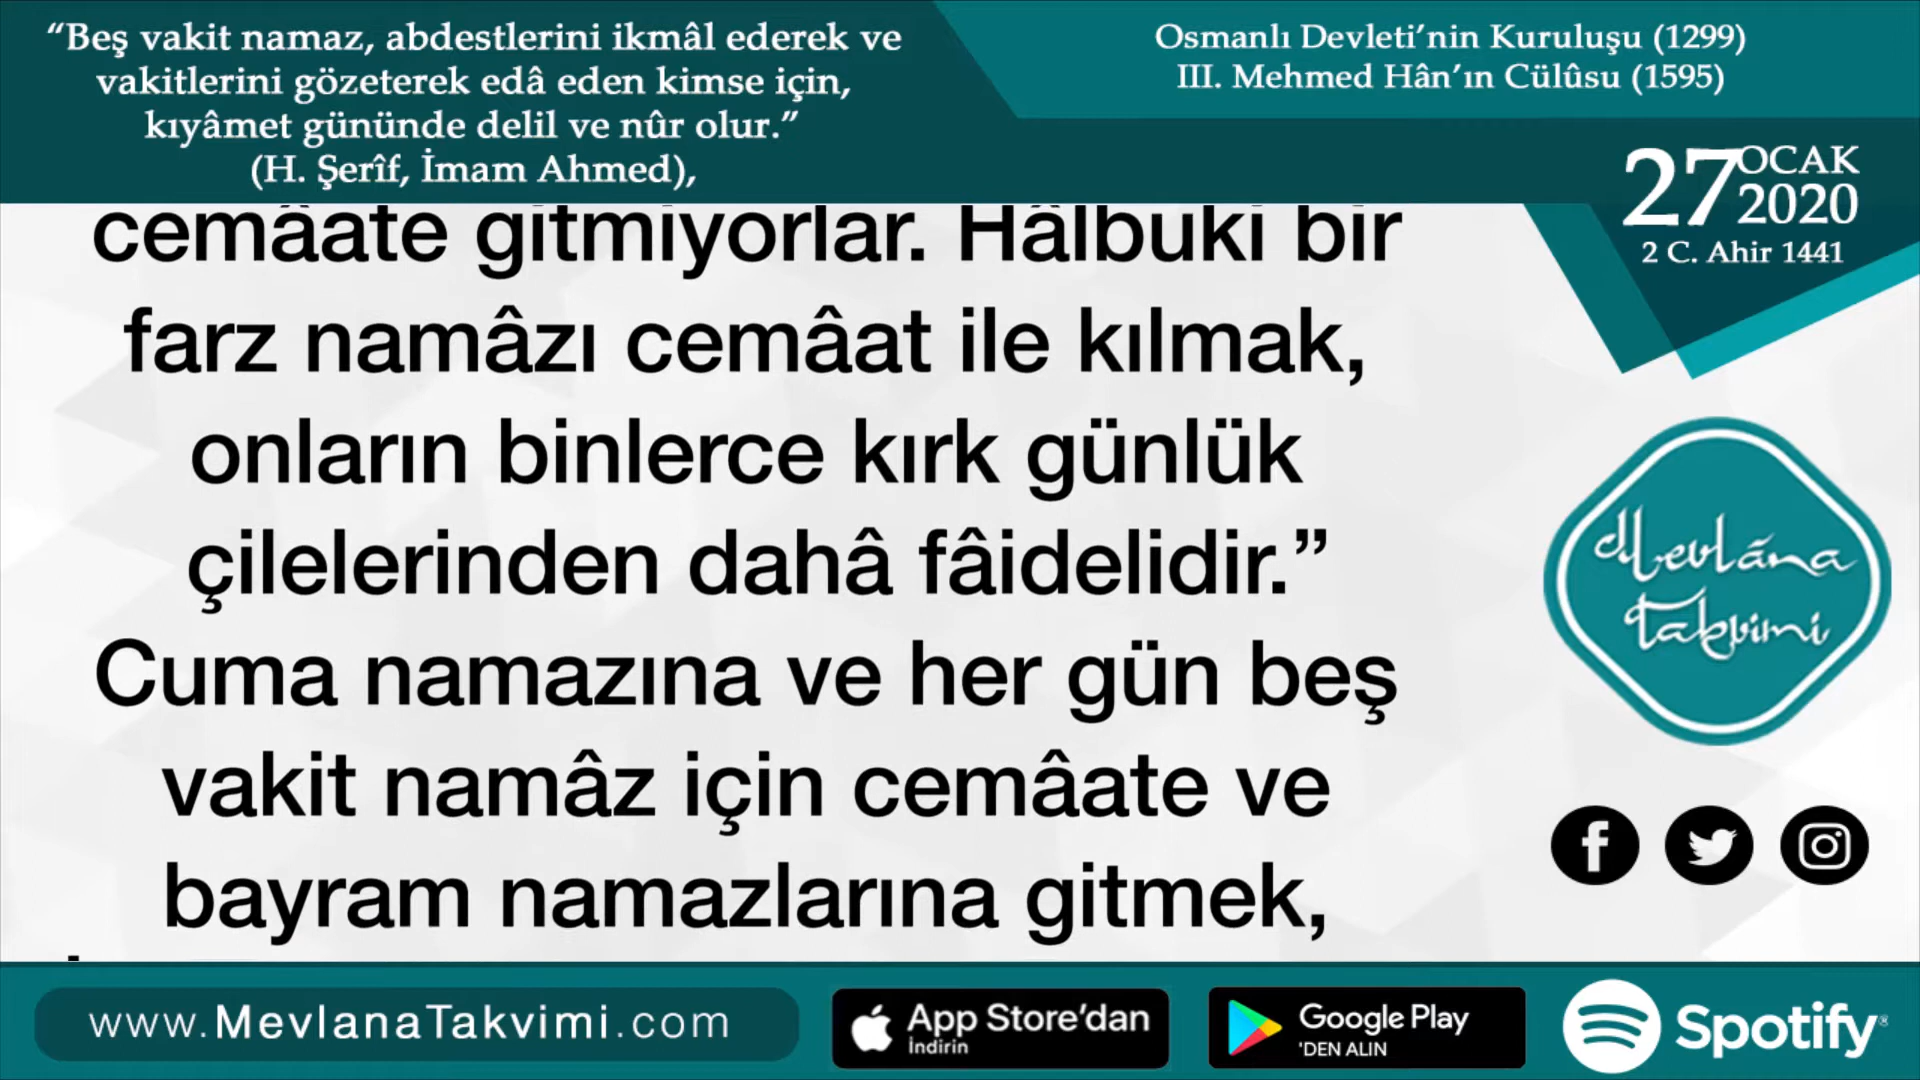 “Beş vakit namaz, abdestlerini ikmâl ederek ve
vakitlerini gözeterek edâ eden kimse için,
kıyâmet gününde delil ve nûr olur.”
(H. Şerîf, İmam Ahmed),
Osmanlı Devleti’nin Kuruluşu (1299)
III. Mehmed Hân’ın Cülûsu (1595)
27 OCAK
2020
2 C. Ahir 1441
cemâate gitmiyorlar. Hâlbuki bir
farz namâzı cemâat ile kılmak,
onların binlerce kırk günlük
çilelerinden dahâ fâidelidir.”
Cuma namazına ve her gün beş
vakit namâz için cemâate ve
bayram namazlarına gitmek,
Mevlâna
Takvimi
www.MevlanaTakvimi.com
App Store’dan
İndirin
Google Play
'DEN ALIN
Spotify®